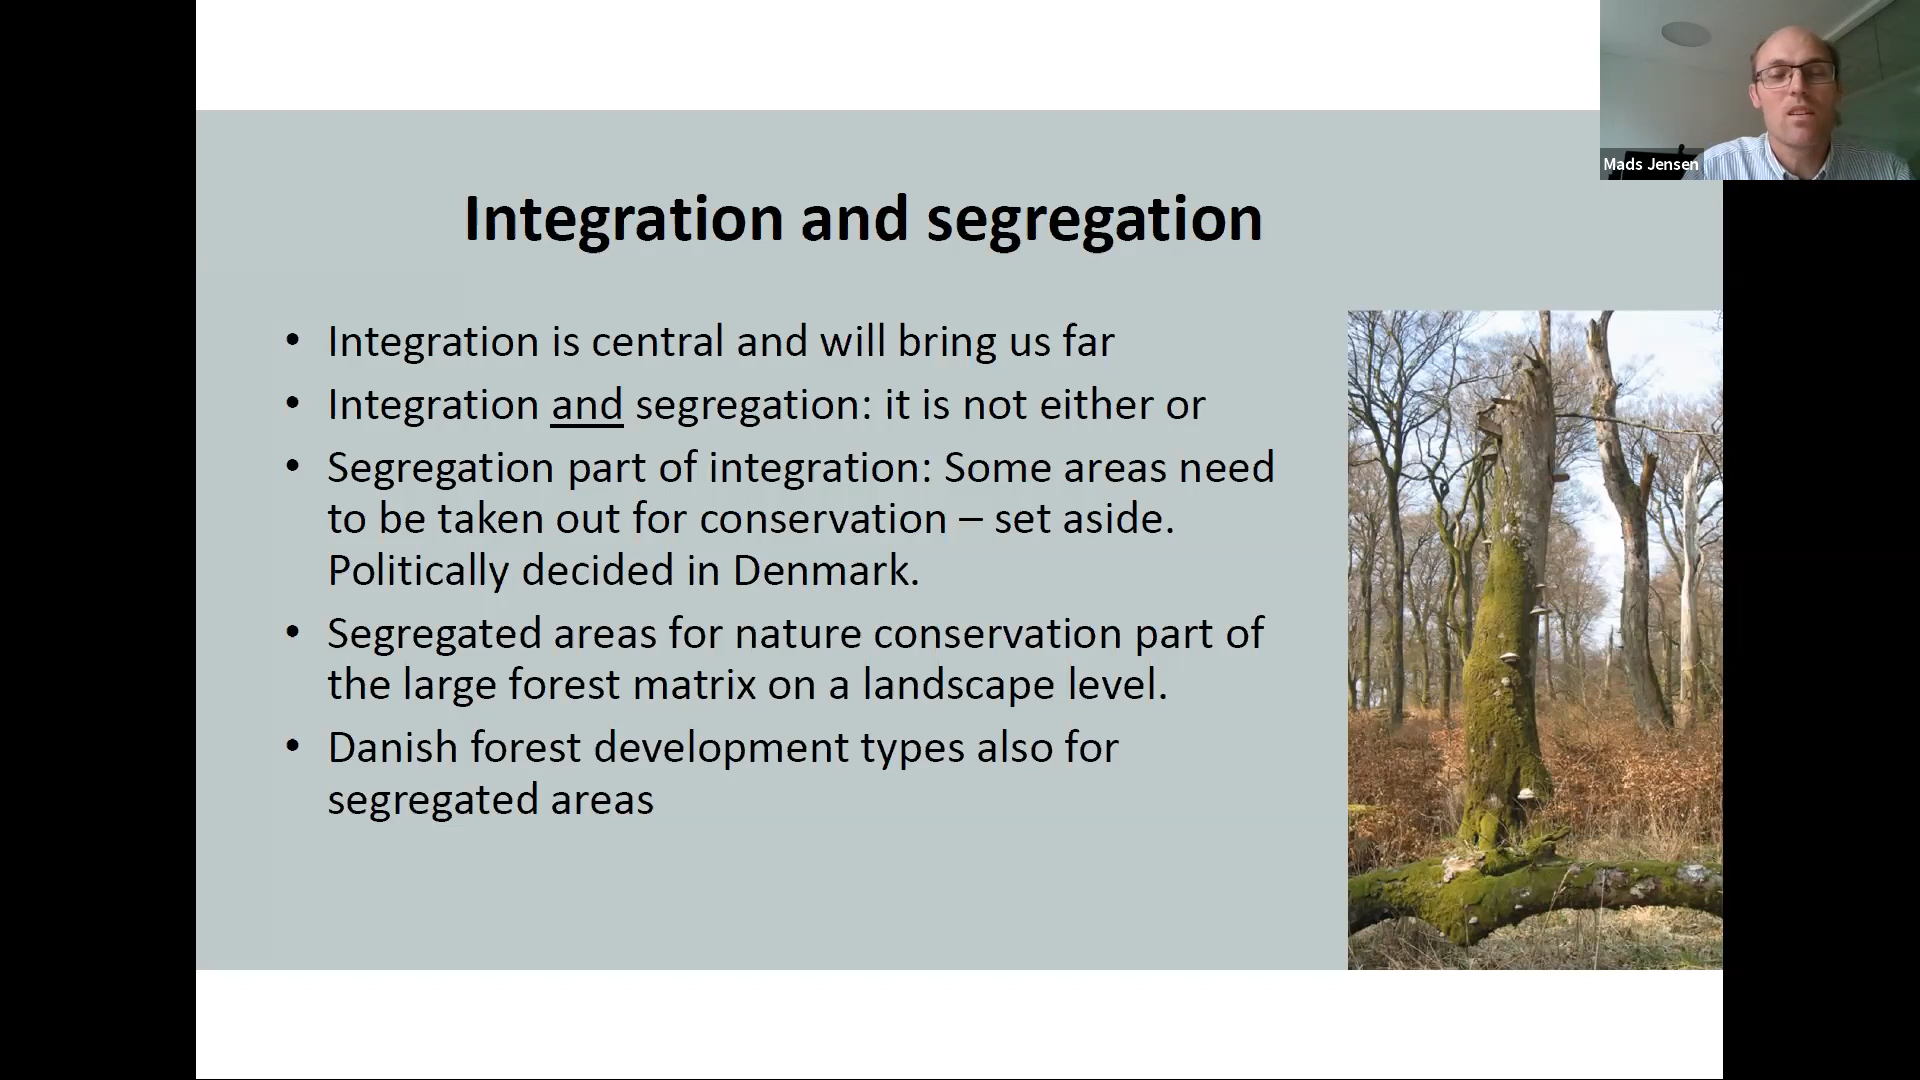 Mads Jensen
Integration and segregation
• Integration is central and will bring us far
• Integration and segregation: it is not either or
• Segregation part of integration: Some areas need
to be taken out for conservation – set aside.
Politically decided in Denmark.
• Segregated areas for nature conservation part of
the large forest matrix on a landscape level.
• Danish forest development types also for
segregated areas